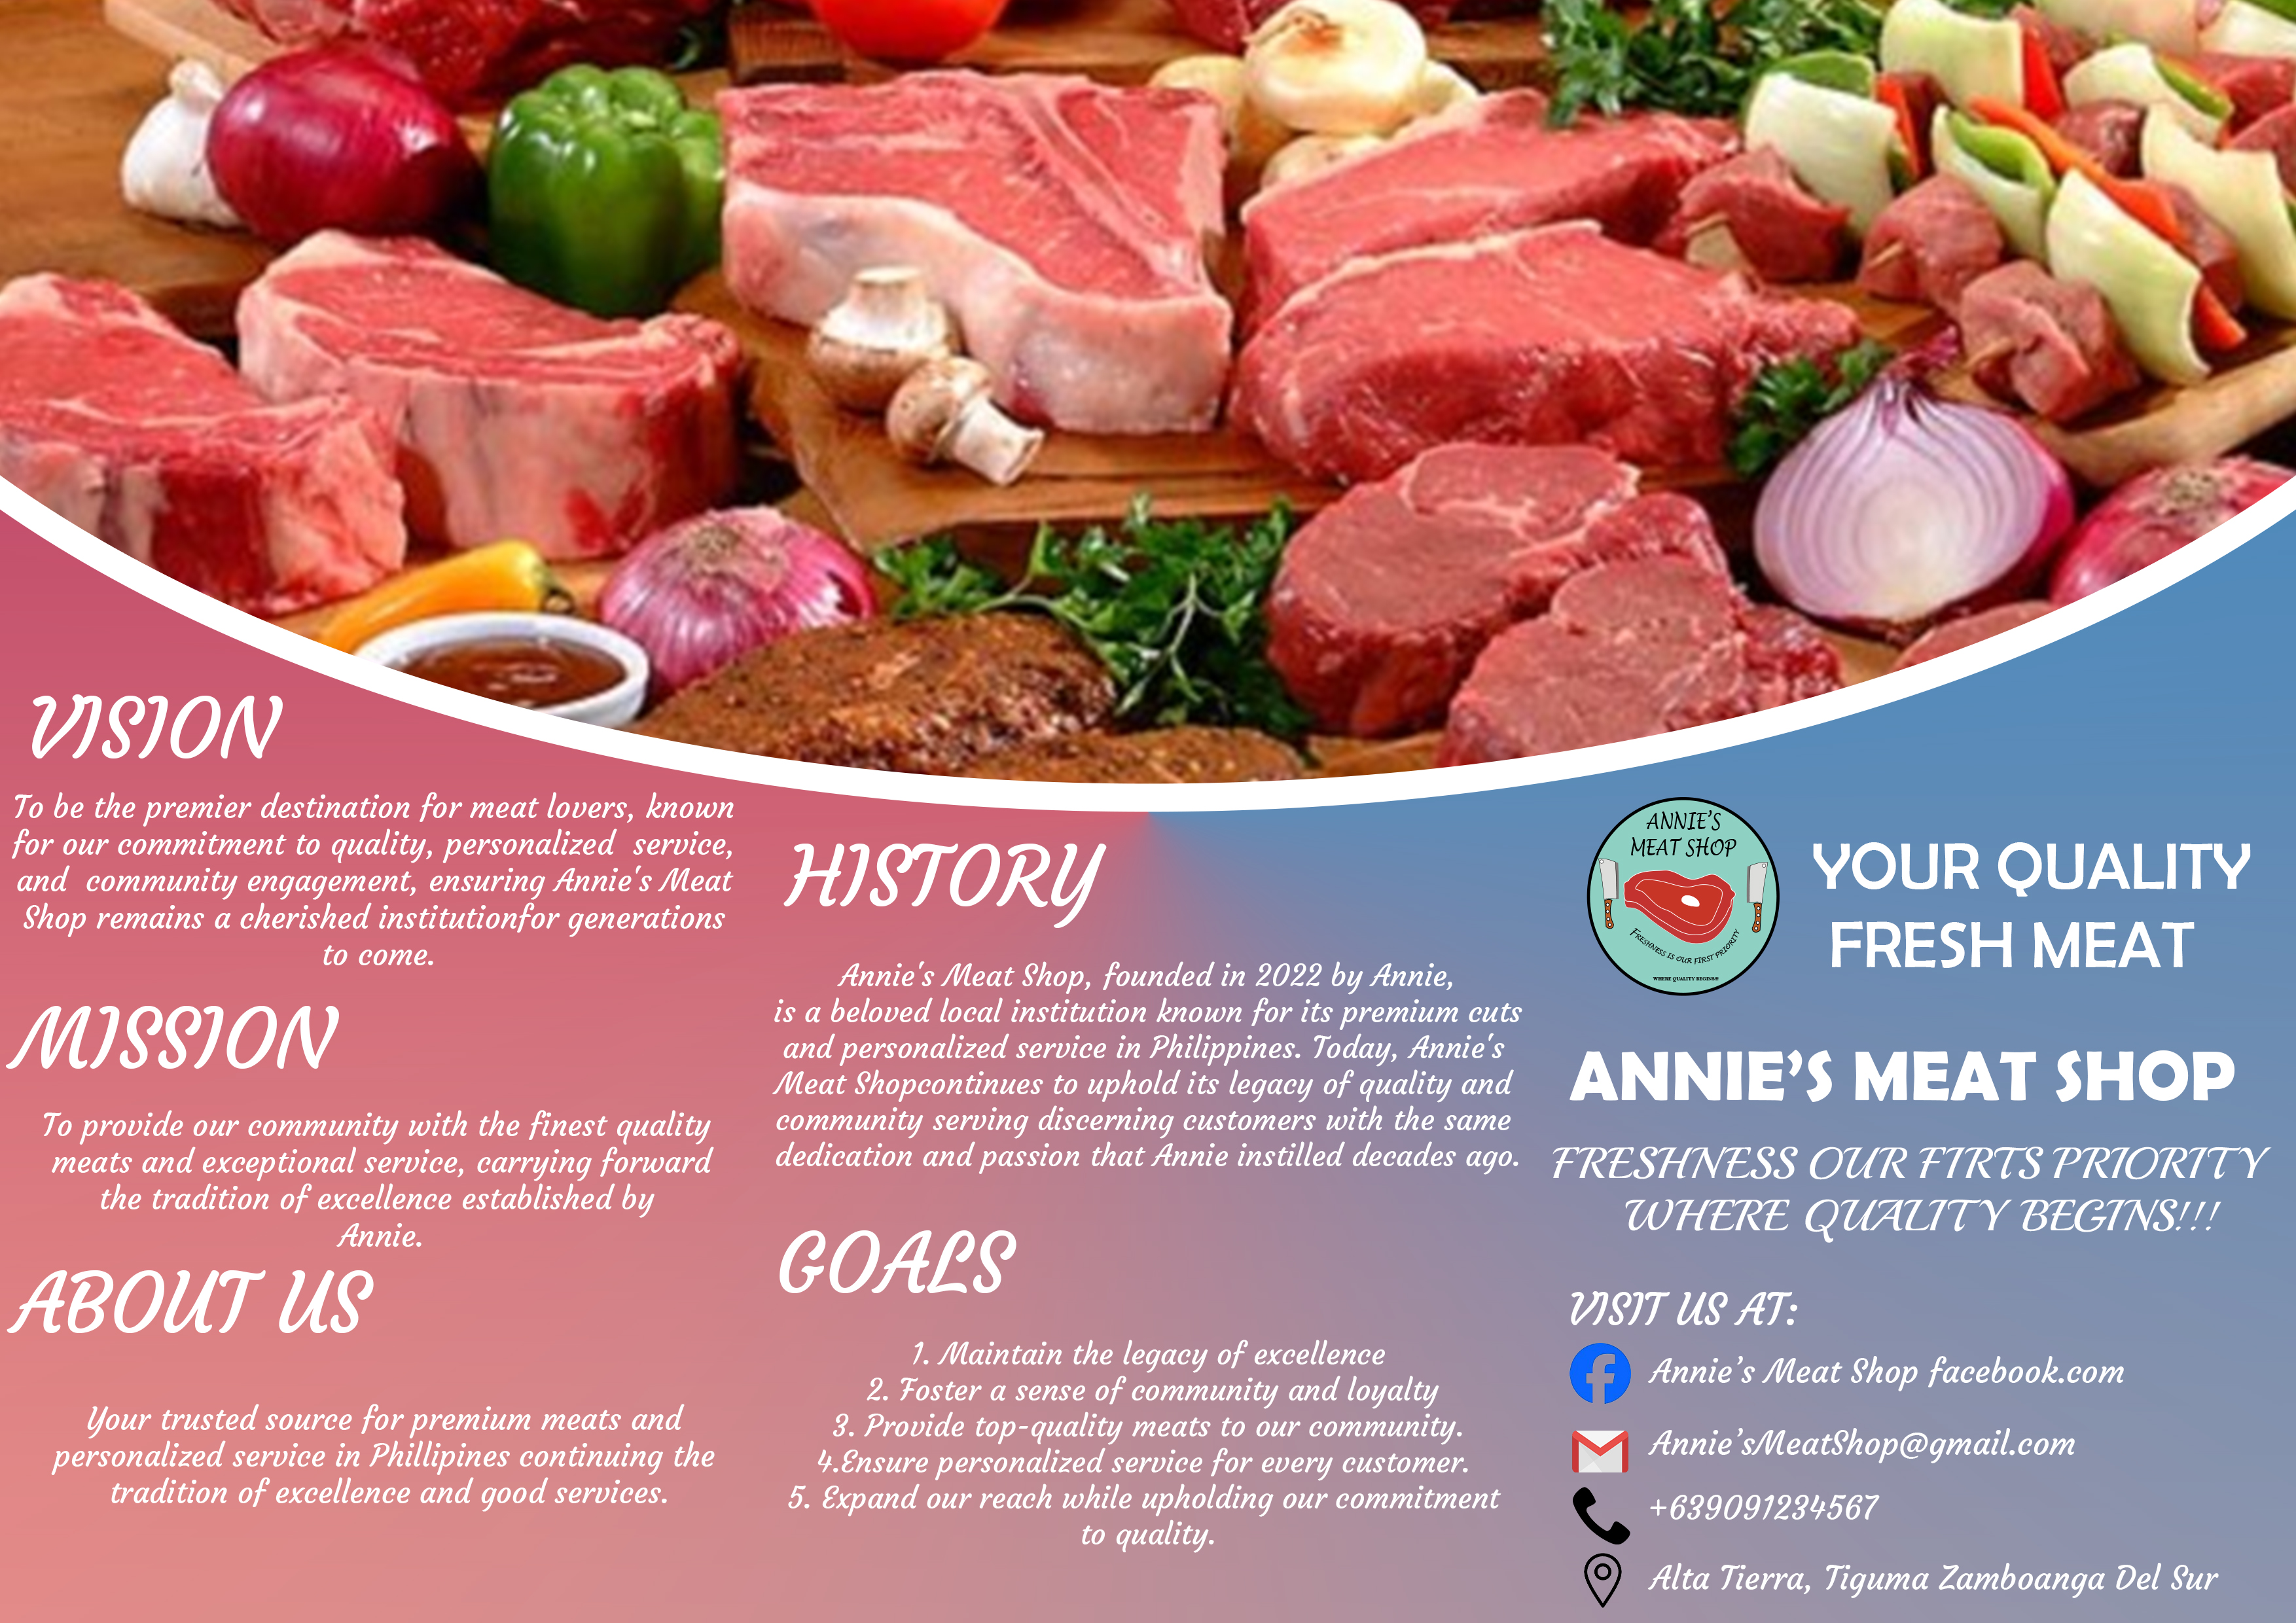 VISION
To be the premier destination for meat lovers, known
for our commitment to quality, personalized service,
and community engagement, ensuring Annie's Meat
Shop remains a cherished institutionfor generations
to come.
MISSION
To provide our community with the finest quality
meats and exceptional service, carrying forward
the tradition of excellence established by
Annie.
ABOUT US
Your trusted source for premium meats and
personalized service in Phillipines continuing the
tradition of excellence and good services.
HISTORY
Annie's Meat Shop, founded in 2022 by Annie,
is a beloved local institution known for its premium cuts
and personalized service in Philippines. Today, Annie's
Meat Shopcontinues to uphold its legacy of quality and
community serving discerning customers with the same
dedication and passion that Annie instilled decades ago.
GOALS
1. Maintain the legacy of excellence
2. Foster a sense of community and loyalty
3. Provide top-quality meats to our community.
4.Ensure personalized service for every customer.
5. Expand our reach while upholding our commitment
to quality.
ANNIE'S
MEAT SHOP
FRESHNESS IS OUR FIRST PRIORITY
WHERE QUALITY BEGINS!!!
YOUR QUALITY
FRESH MEAT
ANNIE'S MEAT SHOP
FRESHNESS OUR FIRTS PRIORITY
WHERE QUALITY BEGINS!!!
VISIT US AT:
Annie's Meat Shop facebook.com
Annie'sMeatShop@gmail.com
+639091234567
Alta Tierra, Tiguma Zamboanga Del Sur